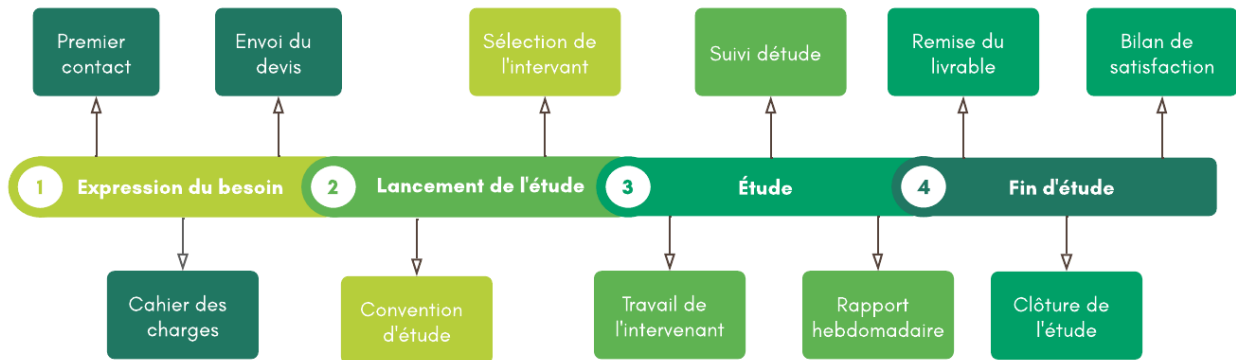 Premier
contact
Envoi du
devis
Sélection de
l'intervant
Suivi détude
Remise du
livrable
Bilan de
satisfaction
1 Expression du besoin
2 Lancement de l'étude
3 Étude
4 Fin d'étude
Cahier des
charges
Convention
d'étude
Travail de
l'intervenant
Rapport
hebdomadaire
Clôture de
l'étude